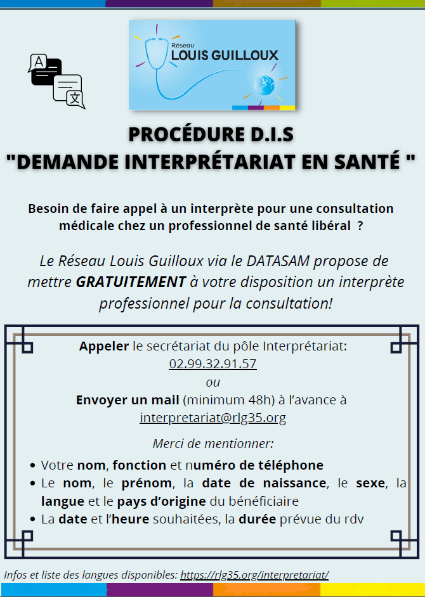 A
文
Réseau
LOUIS GUILLOUX
PROCÉDURE D.I.S
"DEMANDE INTERPRÉTARIAT EN SANTÉ "
Besoin de faire appel à un interprète pour une consultation
médicale chez un professionnel de santé libéral ?
Le Réseau Louis Guilloux via le DATASAM propose de
mettre GRATUITEMENT à votre disposition un interprète
professionnel pour la consultation!
Appeler le secrétariat du pôle Interprétariat:
02.99.32.91.57
ou
Envoyer un mail (minimum 48h) à l'avance à
interpretariat@rlg35.org
Merci de mentionner:
• Votre nom, fonction et numéro de téléphone
• Le nom, le prénom, la date de naissance, le sexe, la
langue et le pays d'origine du bénéficiaire
• La date et l'heure souhaitées, la durée prévue du rdv
Infos et liste des langues disponibles: https://rlg35.org/interpretariat/